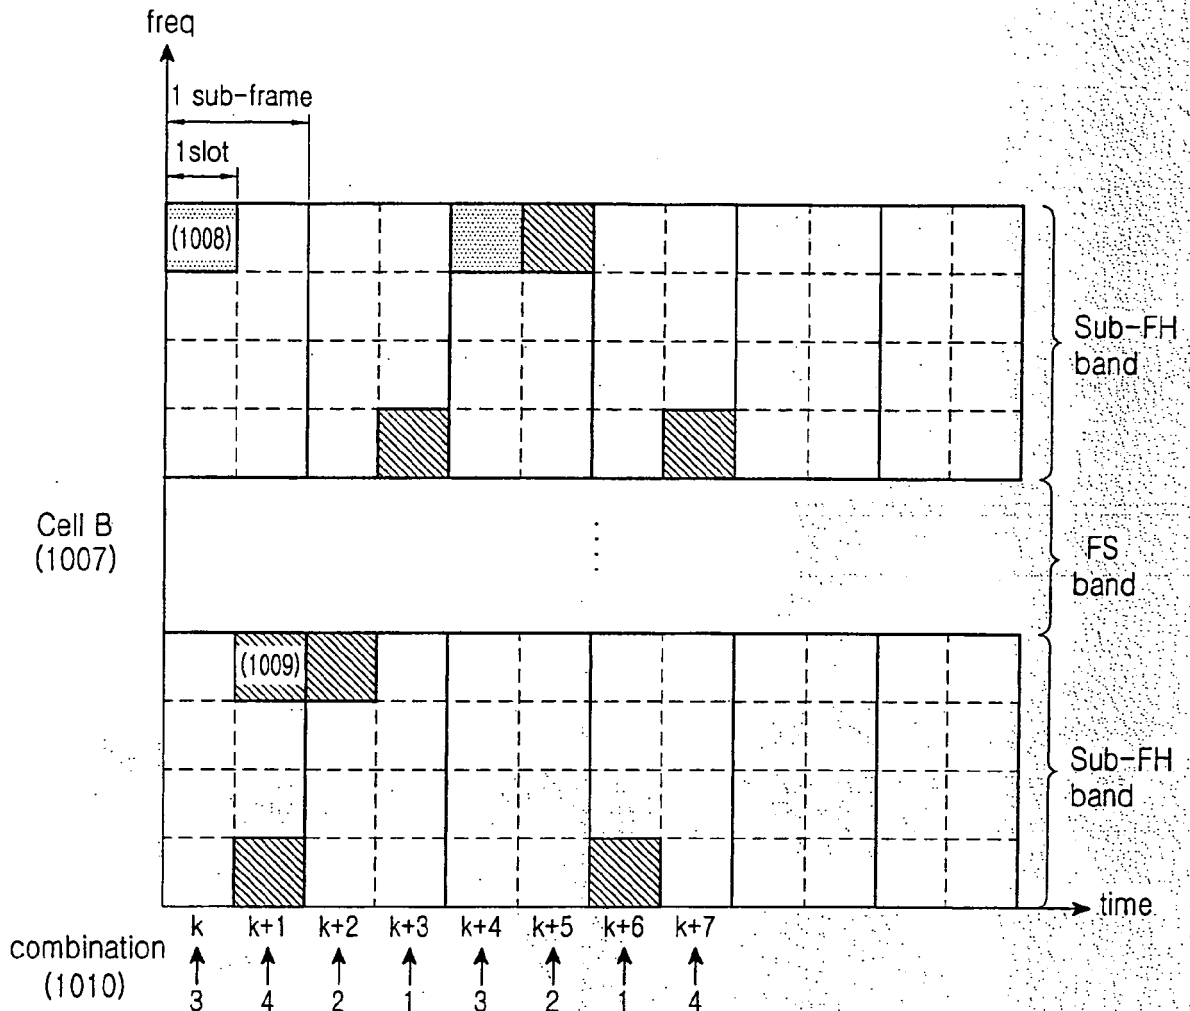 freq
1 sub-frame
1slot
(1008)
Sub-FH
band
Cell B
(1007)
FS
band
(1009)
Sub-FH
band
time
k k+1 k+2 k+3 k+4 k+5 k+6 k+7
combination
(1010)
3 4 2 1 3 2 1 4